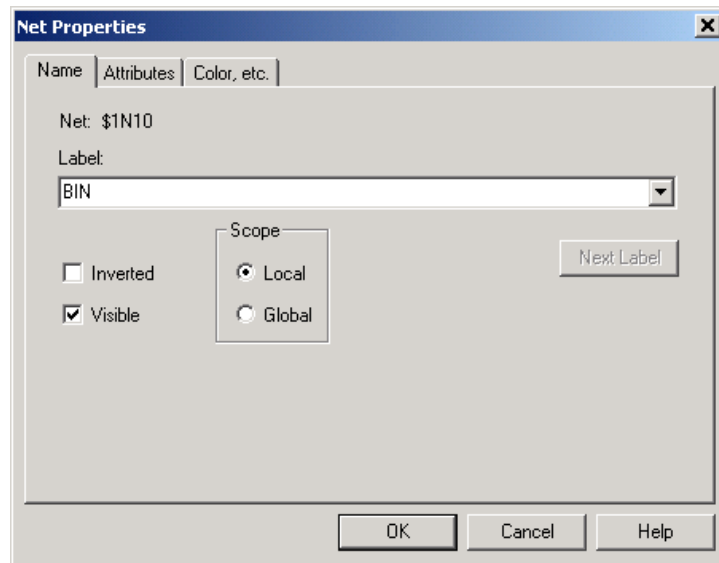 Net Properties
Name Attributes Color, etc.
Net: $1N10
Label:
BIN
Scope
Inverted Local Next Label
Visible Global
OK Cancel Help